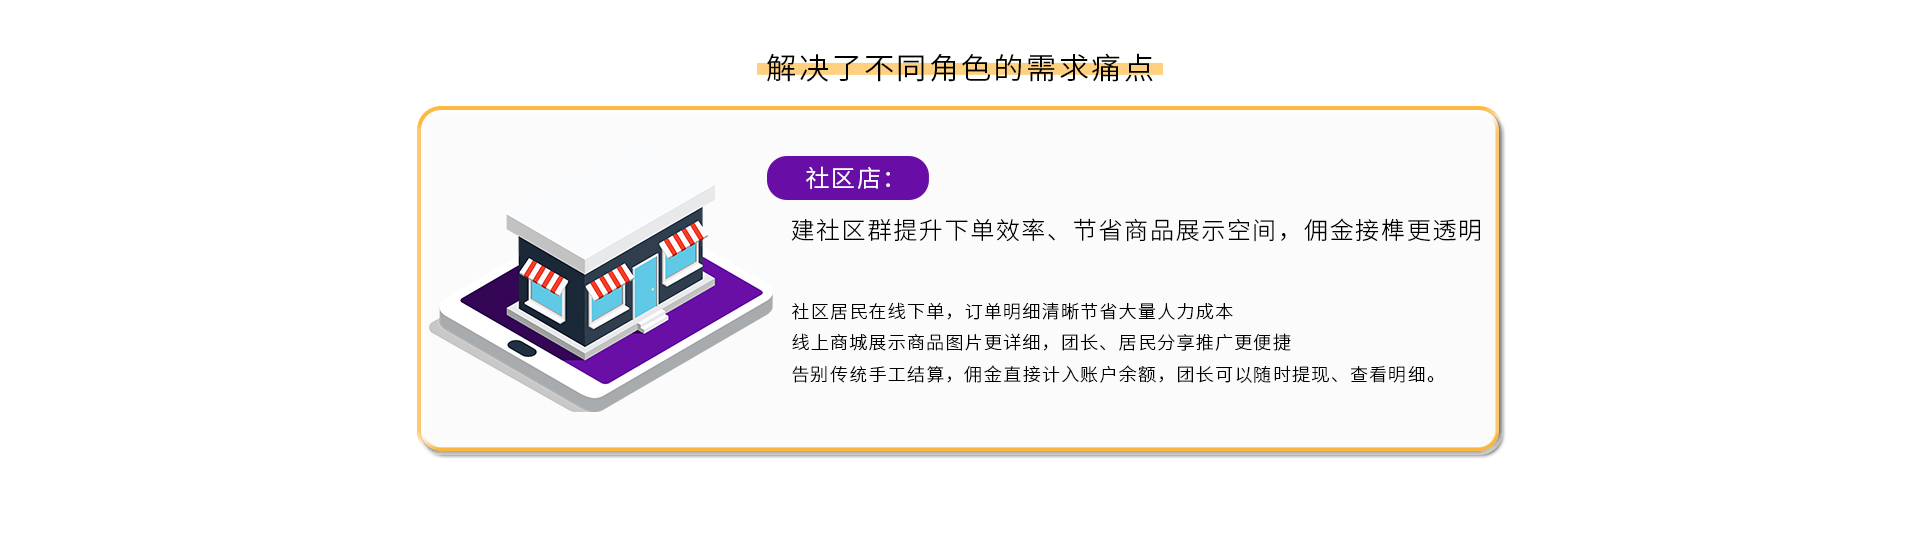 解决了不同角色的需求痛点
社区店：
建社区群提升下单效率、节省商品展示空间，佣金接榫更透明
社区居民在线下单，订单明细清晰节省大量人力成本
线上商城展示商品图片更详细，团长、居民分享推广更便捷
告别传统手工结算，佣金直接计入账户余额，团长可以随时提现、查看明细。